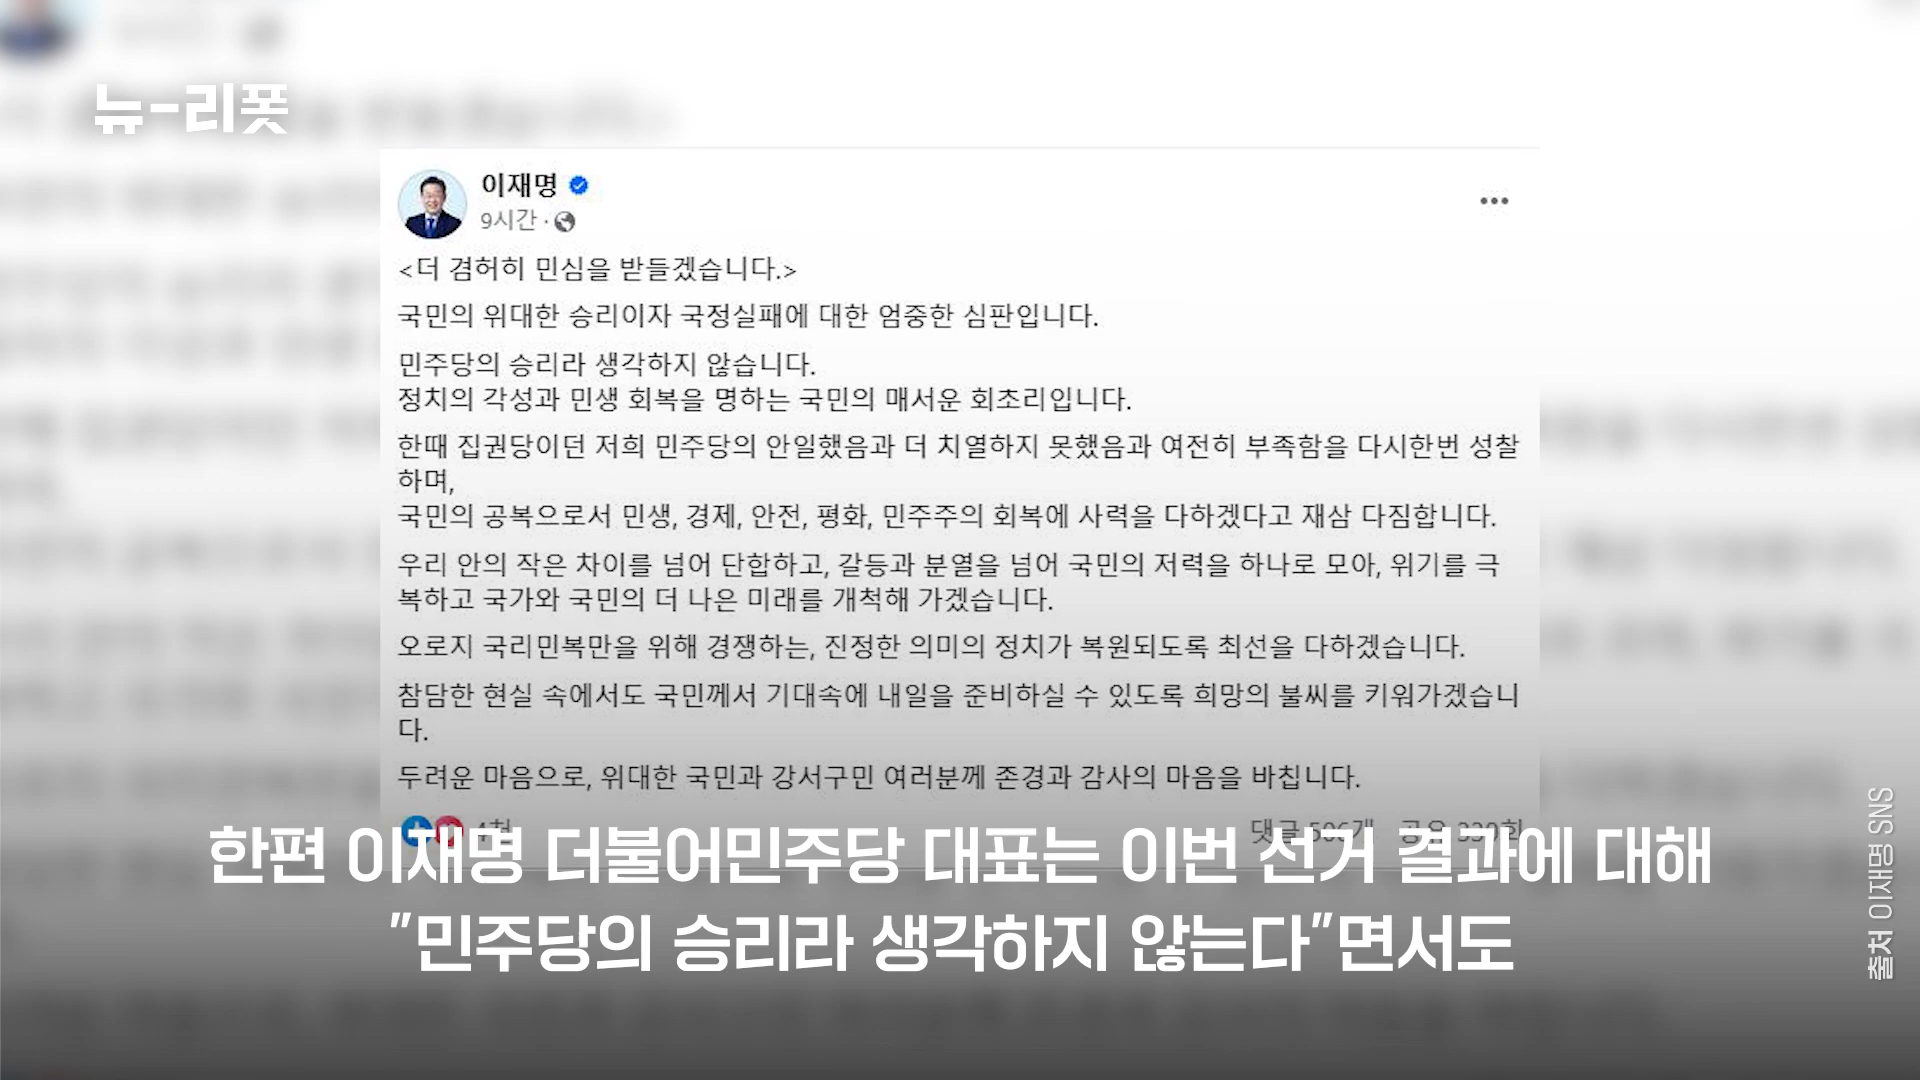 뉴-리폿
이재명
9시간 ·
<더 겸허히 민심을 받들겠습니다.>
국민의 위대한 승리이자 국정실패에 대한 엄중한 심판입니다.
민주당의 승리라 생각하지 않습니다.
정치의 각성과 민생 회복을 명하는 국민의 매서운 회초리입니다.
한때 집권당이던 저희 민주당의 안일했음과 더 치열하지 못했음과 여전히 부족함을 다시한번 성찰
하며,
국민의 공복으로서 민생, 경제, 안전, 평화, 민주주의 회복에 사력을 다하겠다고 재삼 다짐합니다.
우리 안의 작은 차이를 넘어 단합하고, 갈등과 분열을 넘어 국민의 저력을 하나로 모아, 위기를 극
복하고 국가와 국민의 더 나은 미래를 개척해 가겠습니다.
오로지 국리민복만을 위해 경쟁하는, 진정한 의미의 정치가 복원되도록 최선을 다하겠습니다.
참담한 현실 속에서도 국민께서 기대속에 내일을 준비하실 수 있도록 희망의 불씨를 키워가겠습니
다.
두려운 마음으로, 위대한 국민과 강서구민 여러분께 존경과 감사의 마음을 바칩니다.
4천
댓글 506개 공유 330회
한편 이재명 더불어민주당 대표는 이번 선거 결과에 대해
"민주당의 승리라 생각하지 않는다"면서도
출처 이재명 SNS